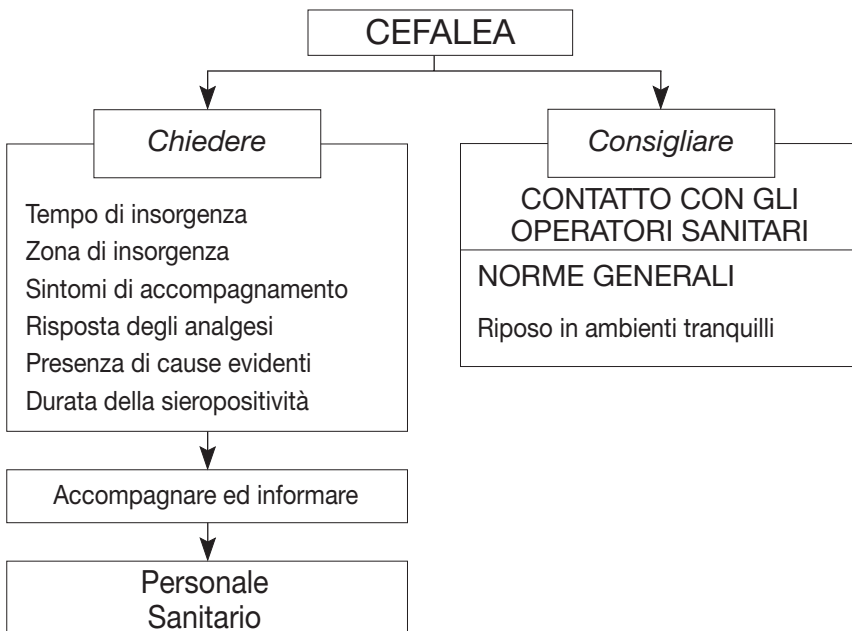 CEFALEA
Chiedere
Tempo di insorgenza
Zona di insorgenza
Sintomi di accompagnamento
Risposta degli analgesi
Presenza di cause evidenti
Durata della sieropositività
Accompagnare ed informare
Personale
Sanitario
Consigliare
CONTATTO CON GLI
OPERATORI SANITARI
NORME GENERALI
Riposo in ambienti tranquilli